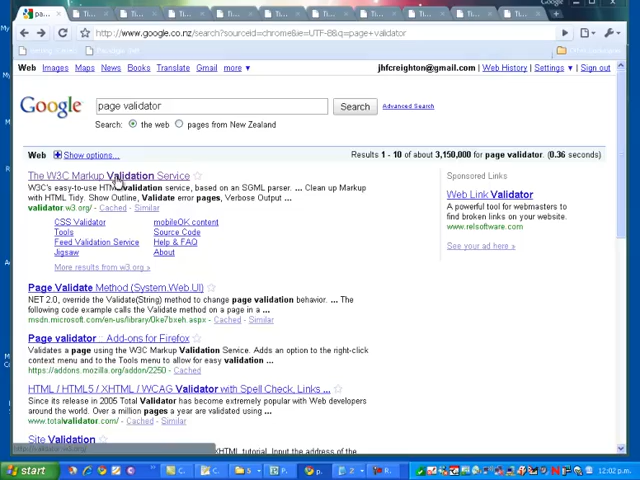 http://www.google.co.nz/search?sourceid=chrome&ie=UTF-8&q=page+validator
Web Images Maps News Books Translate Gmail more ▼
jhfcreighton@gmail.com | Web History | Settings ▼ | Sign out
Google
page validator
Search
Advanced Search
Search: the web pages from New Zealand
Web Show options...
Results 1 - 10 of about 3,150,000 for page validator. (0.36 seconds)
The W3C Markup Validation Service
W3C's easy-to-use HTML validation service, based on an SGML parser. ... Clean up Markup
with HTML Tidy. Show Outline, Validate error pages, Verbose Output ...
validator.w3.org/ - Cached - Similar
CSS Validator
mobileOK content
Tools
Source Code
Feed Validation Service
Help & FAQ
Jigsaw
About
More results from w3.org »
Sponsored Links
Web Link Validator
A powerful tool for webmasters to
find broken links on your website.
www.relsoftware.com
See your ad here »
Page Validate Method (System.Web.UI)
NET 2.0, override the Validate(String) method to change page validation behavior. ... The
following code example calls the Validate method on a page in a ...
msdn.microsoft.com/en-us/library/0ke7bxeh.aspx - Cached - Similar
Page validator :: Add-ons for Firefox
Validates a page using the W3C Markup Validation Service. Adds an option to the right-click
context menu and to the Tools menu to allow for easy validation ...
https://addons.mozilla.org/addon/2250 - Cached
HTML / HTML5 / XHTML / WCAG Validator with Spell Check, Links ...
Since its release in 2005 Total Validator has become extremely popular with Web developers
around the world. Over a million pages a year are validated using ...
www.totalvalidator.com/ - Cached - Similar
Site Validation
XHTML tutorial. Input the address of the
start
12:02 p.m.